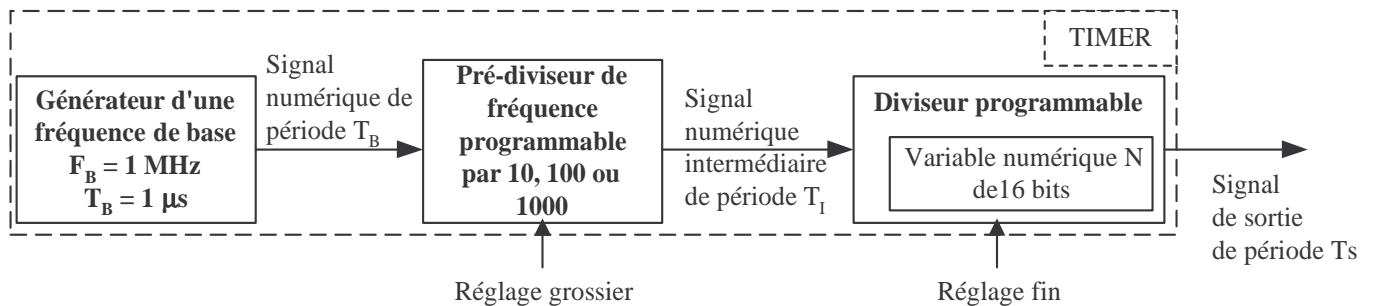 TIMER
Générateur d'une
fréquence de base
F_B = 1 MHz
T_B = 1 µs
Signal
numérique de
période T_B
Pré-diviseur de
fréquence
programmable
par 10, 100 ou
1000
Signal
numérique
intermédiaire
de période T_I
Diviseur programmable
Variable numérique N
de16 bits
Signal
de sortie
de période Ts
Réglage grossier
Réglage fin